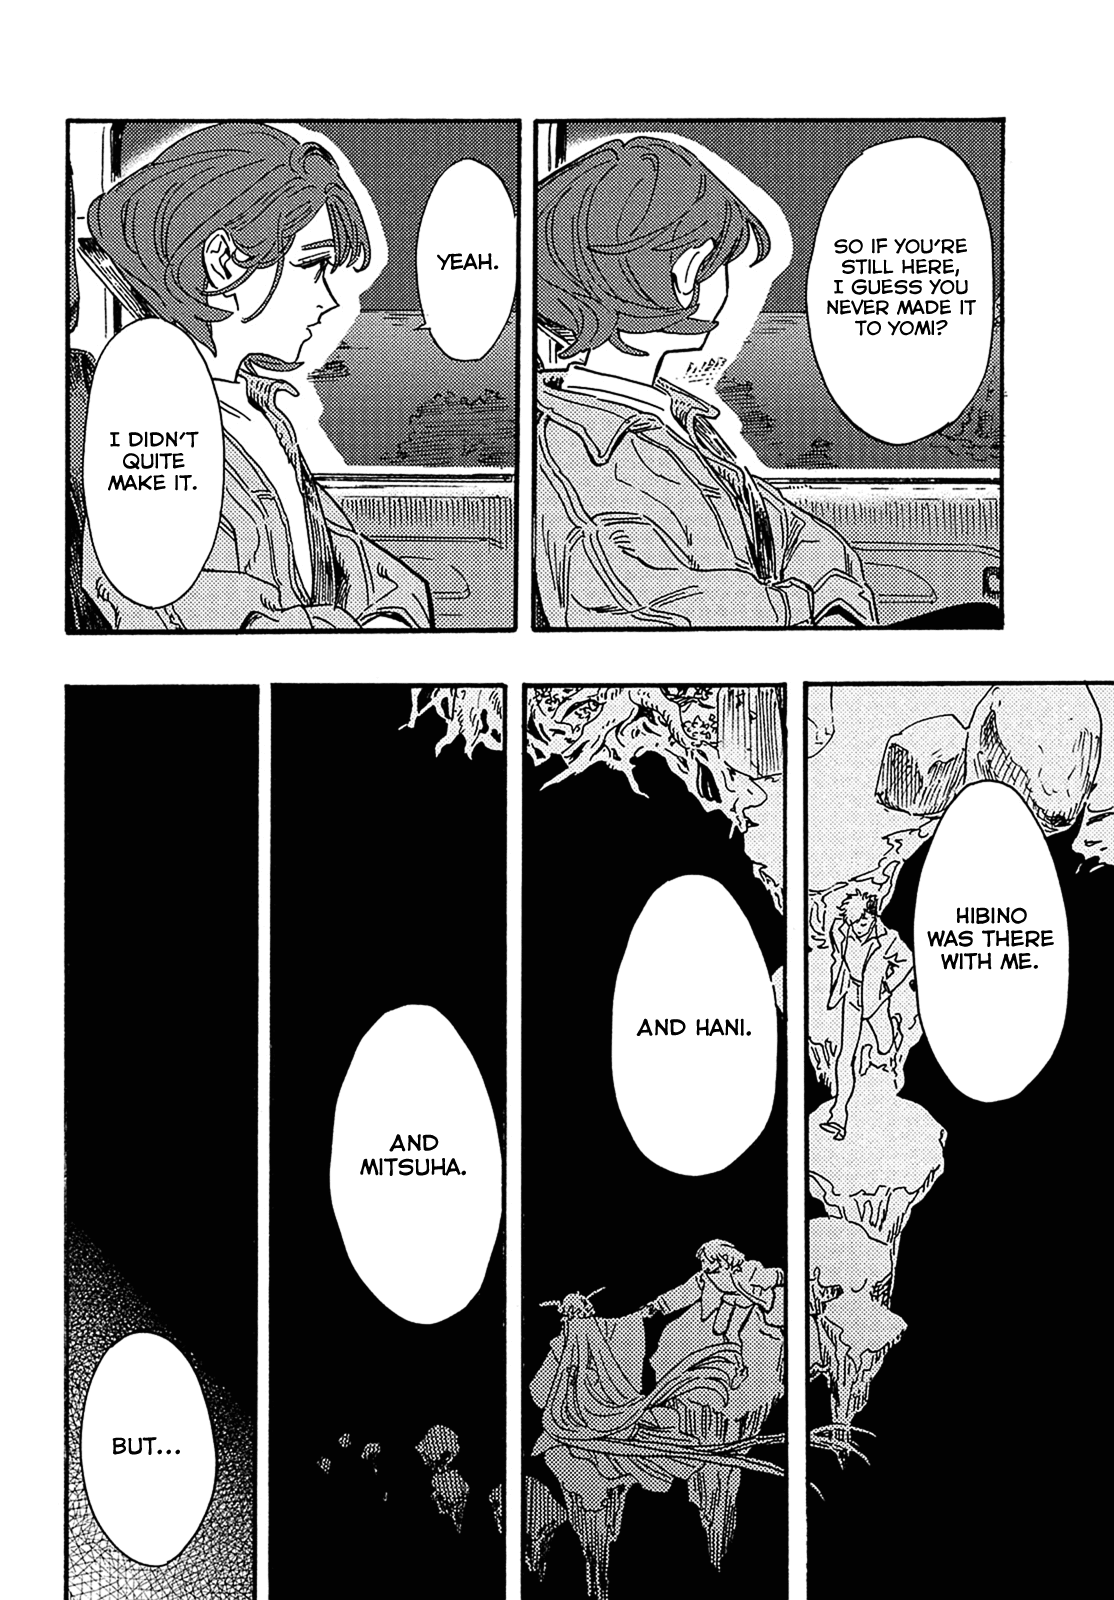 SO IF YOU'RE
STILL HERE,
I GUESS YOU
NEVER MADE IT
TO YOMI?
YEAH.
I DIDN'T
QUITE
MAKE IT.
HIBINO
WAS THERE
WITH ME.
AND HANI.
AND
MITSUHA.
BUT...